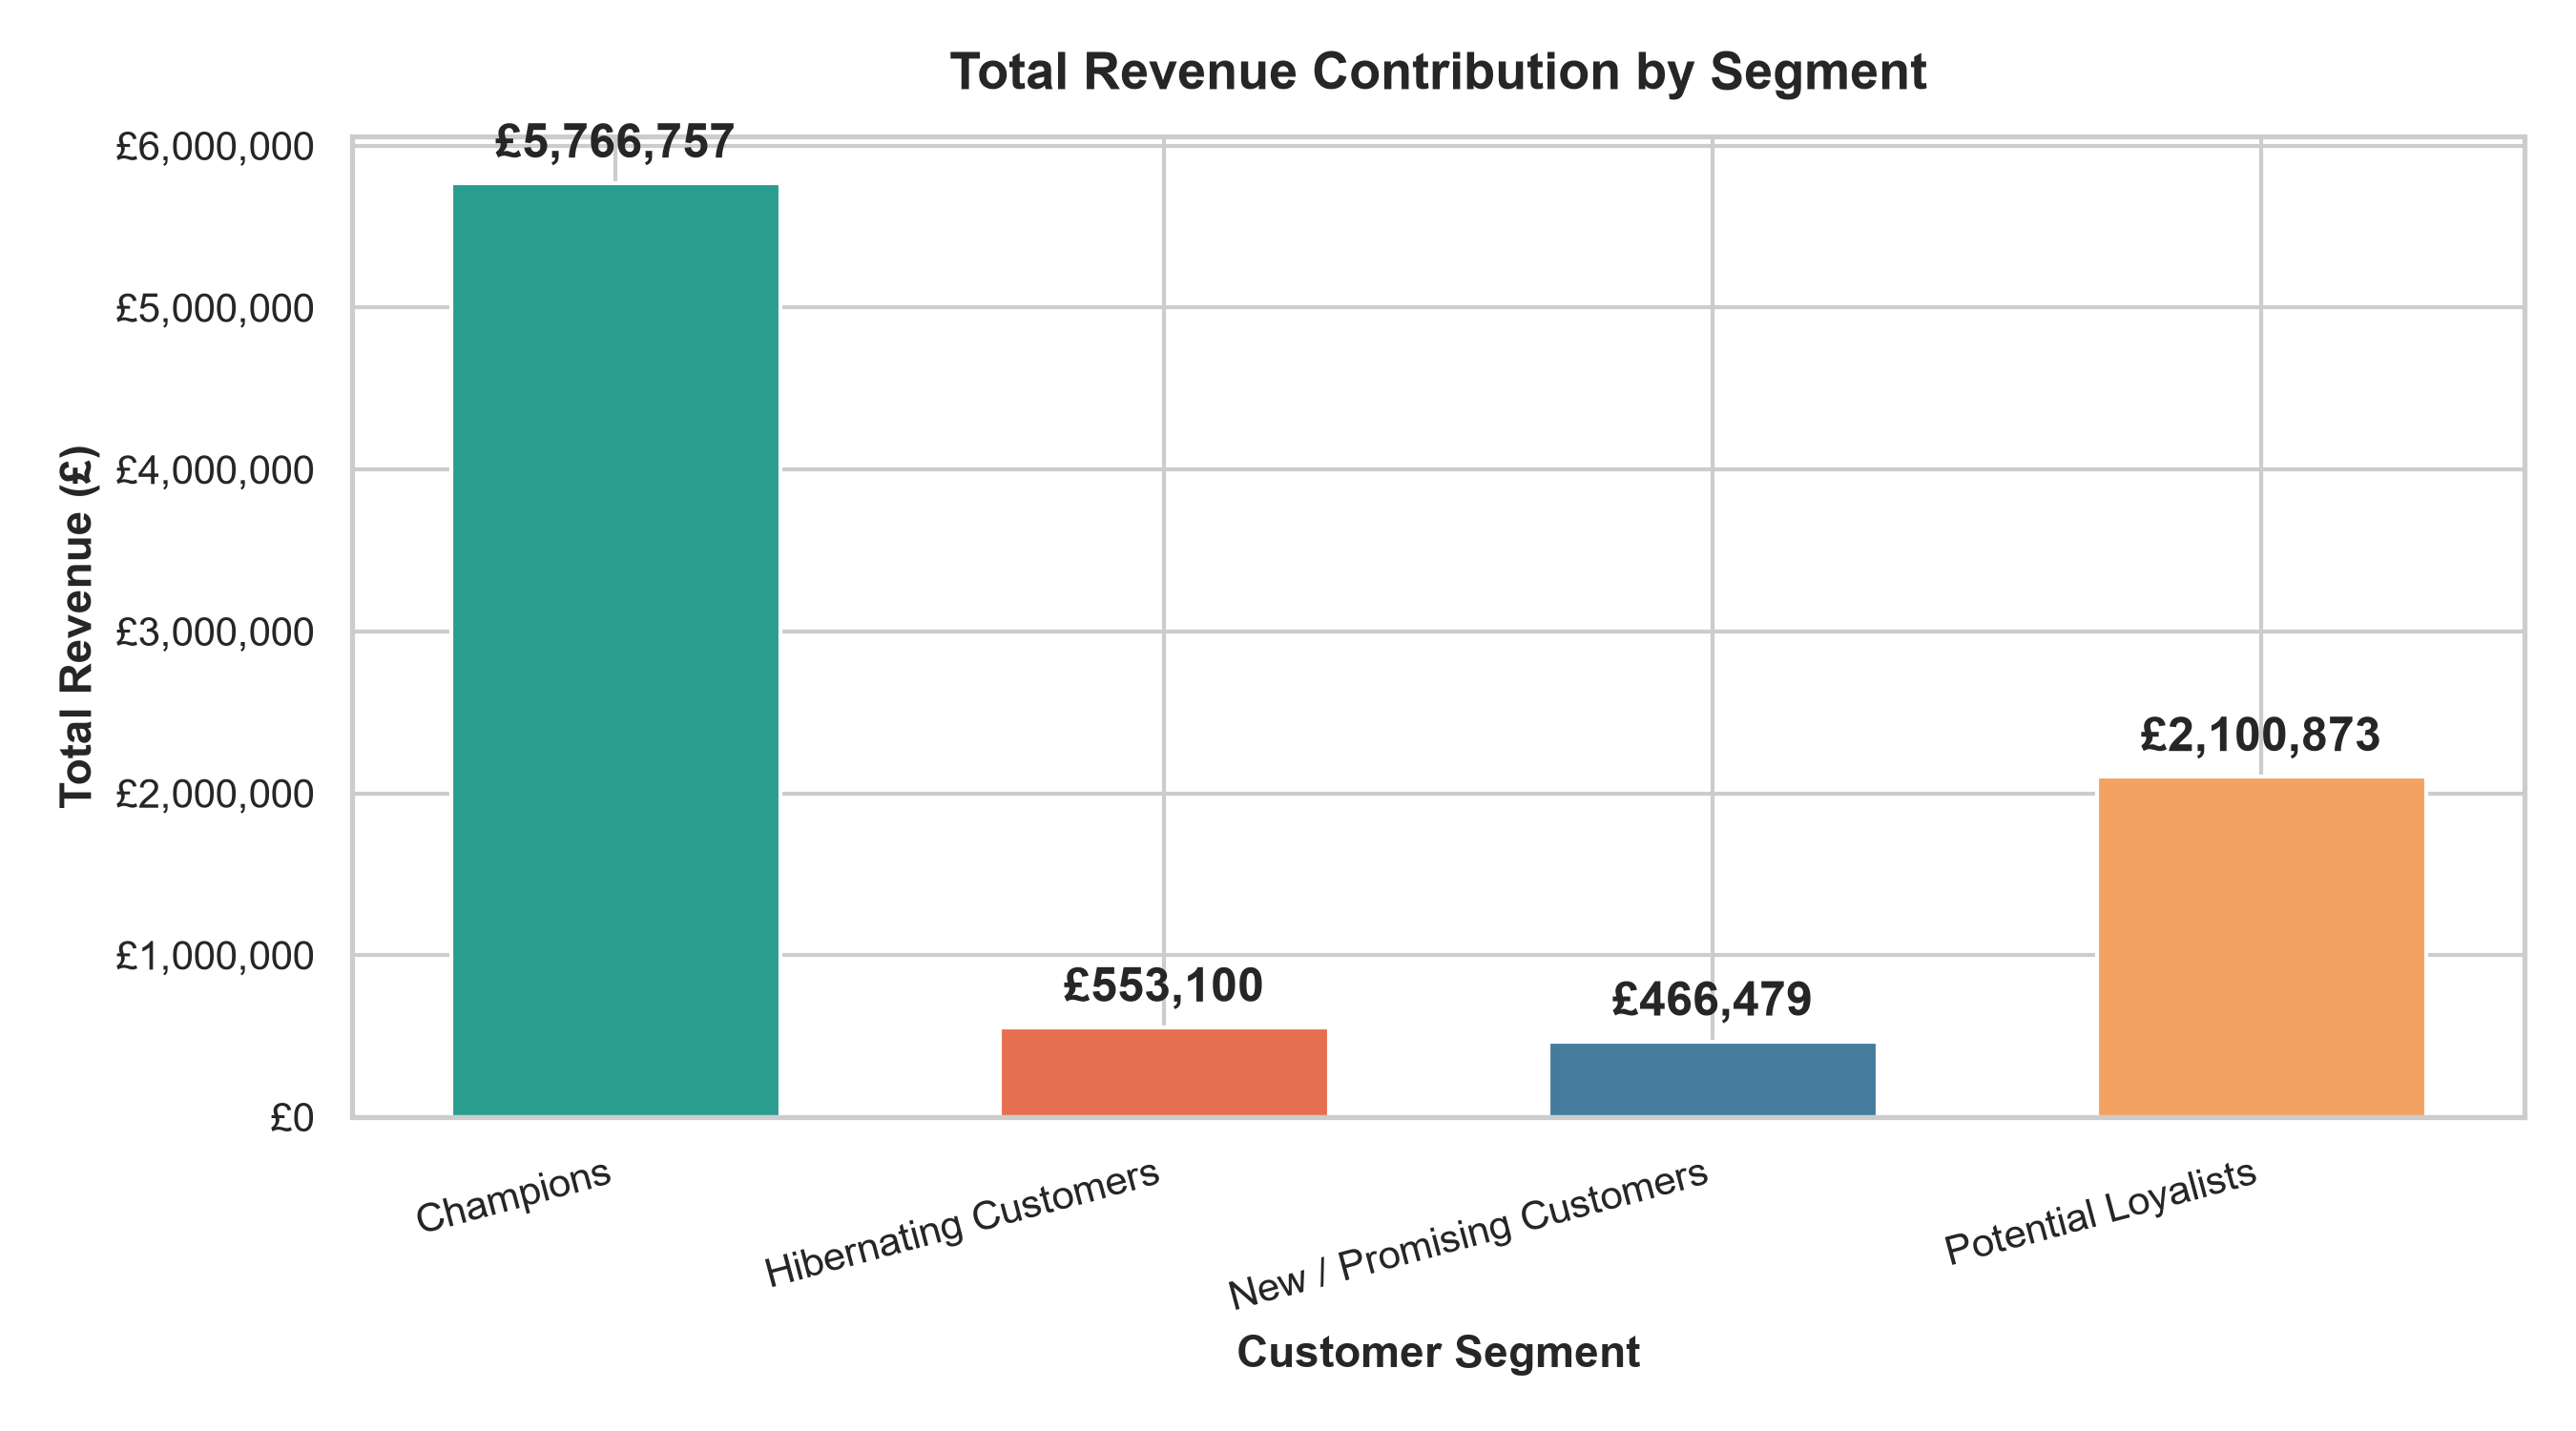 Total Revenue Contribution by Segment
£6,000,000
£5,000,000
£4,000,000
£3,000,000
£2,000,000
£1,000,000
£0
Total Revenue (£)
£5,766,757
£553,100
£466,479
£2,100,873
Champions
Hibernating Customers
New / Promising Customers
Potential Loyalists
Customer Segment